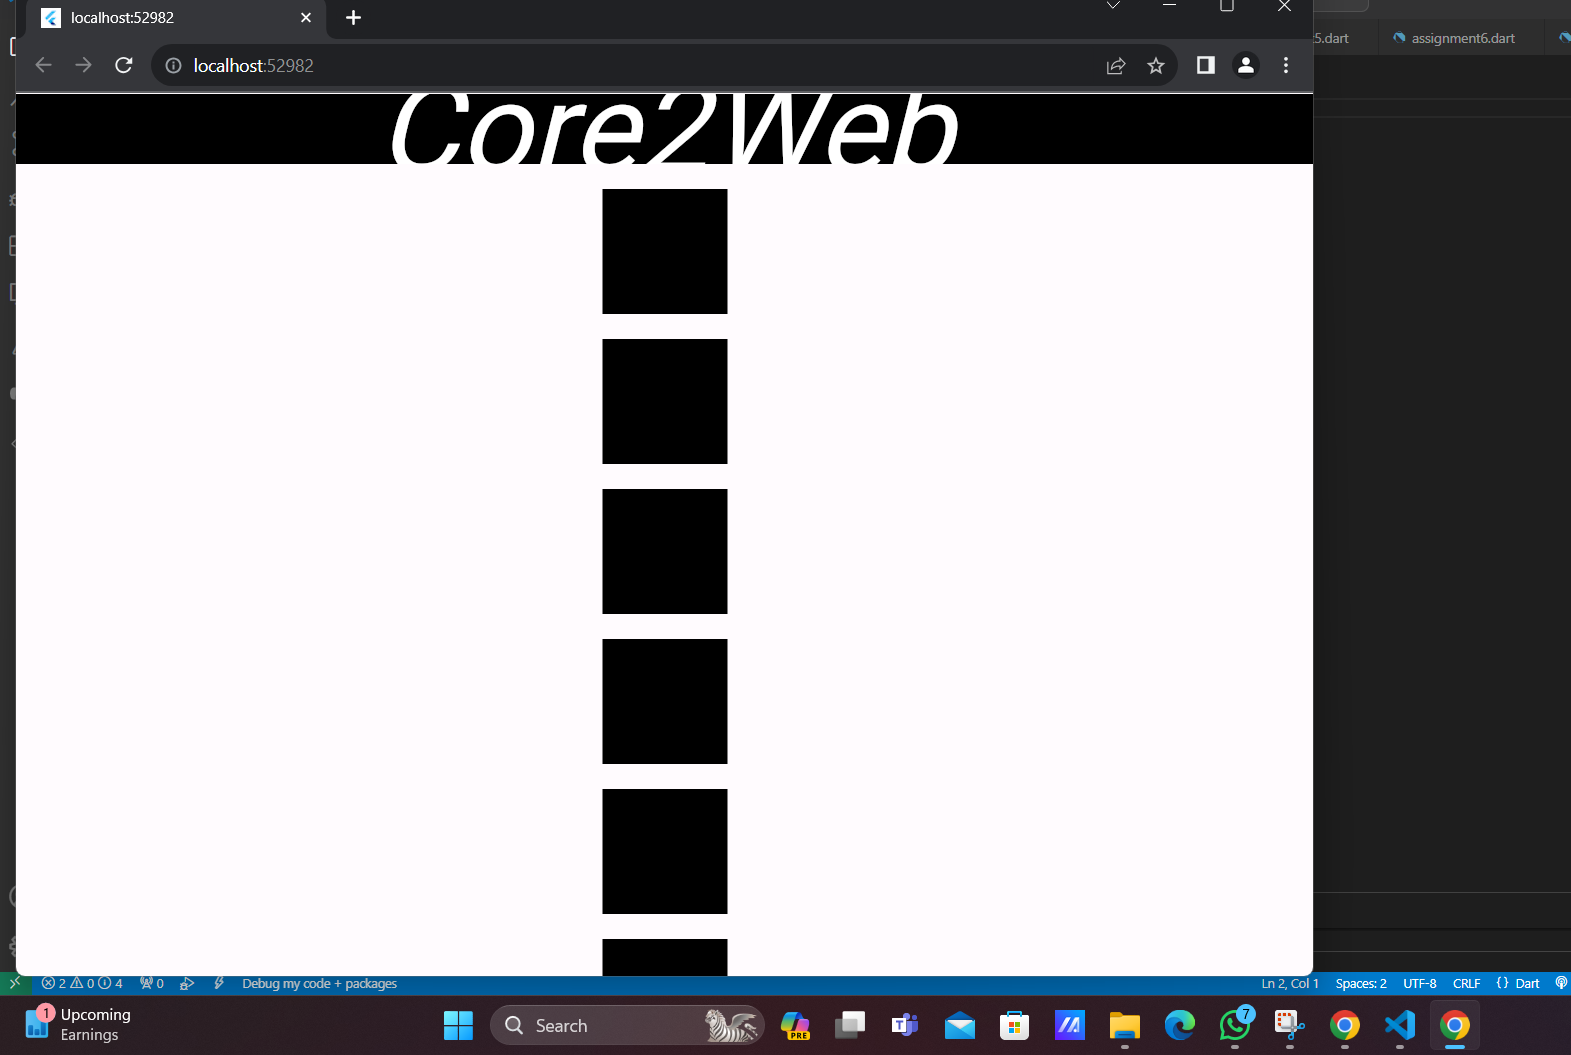 localhost:52982
5.dart
assignment6.dart
localhost:52982
Core2Web
2 0 4 0 Debug my code + packages
Ln 2, Col 1 Spaces: 2 UTF-8 CRLF {} Dart
1
Upcoming
Earnings
Search
PRE
7